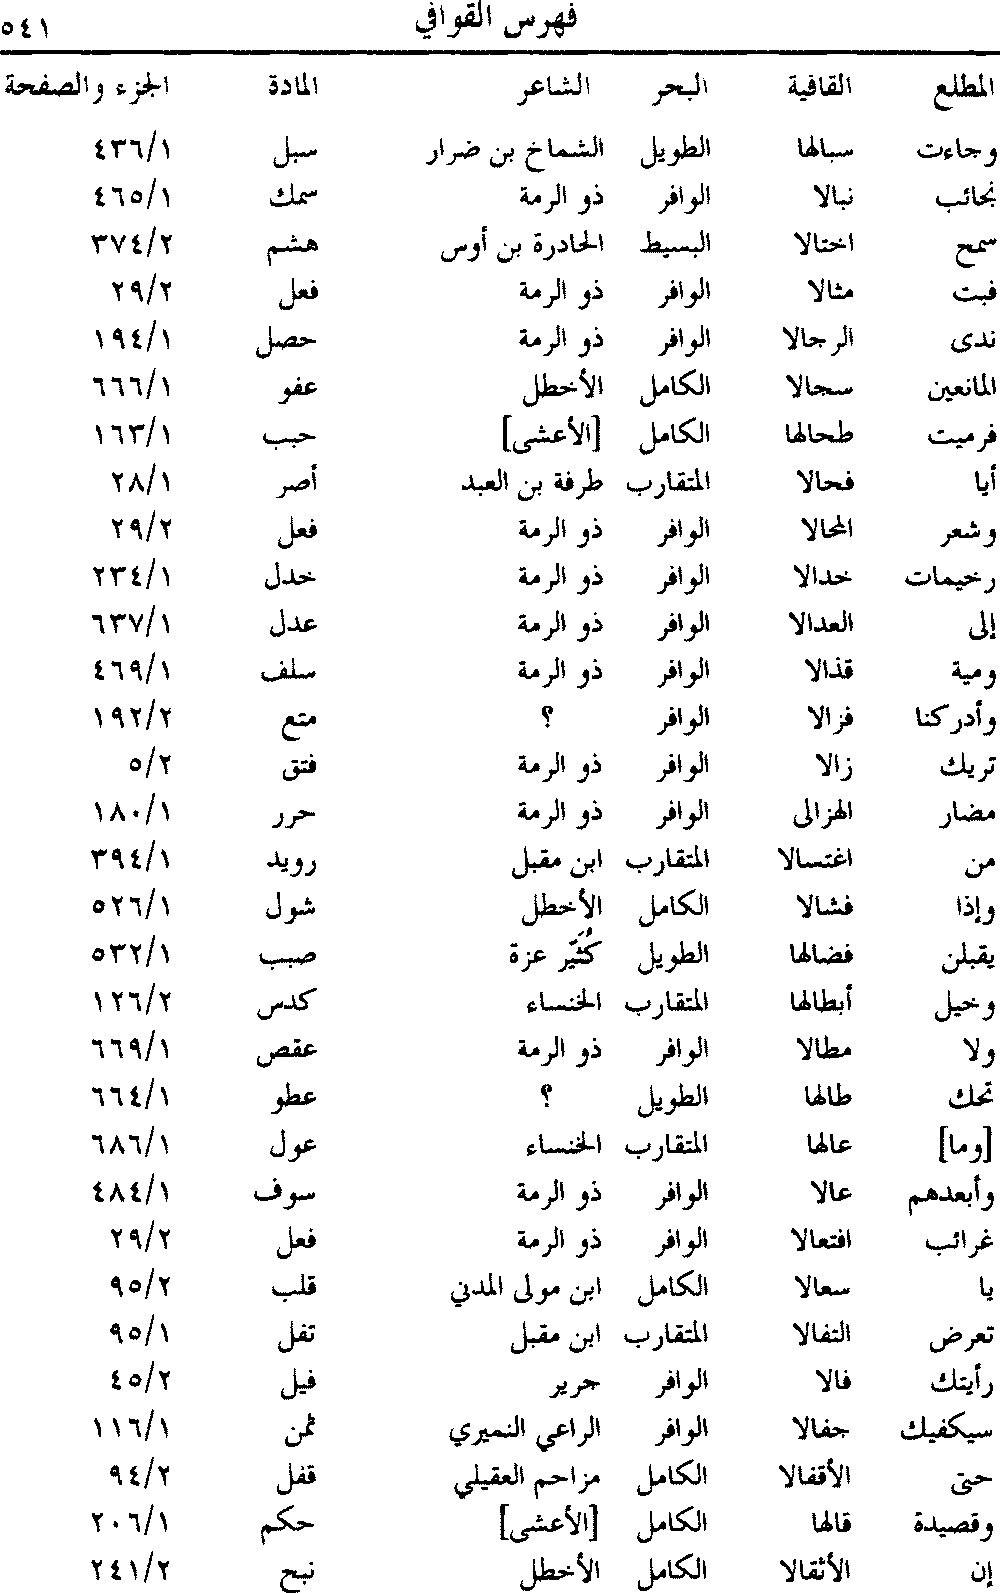 فهرس القوافي ٥٤١
المطلع القافية البحر الشاعر المادة الجزء والصفحة
وجاءت سبالها الطويل الشماخ بن ضرار سبل ٤٣٦/١
نجائب نبالا الوافر ذو الرمة سمك ٤٦٥/١
سمح اختالا البسيط الحادرة بن أوس هشم ٣٧٤/٢
فبت مثالا الوافر ذو الرمة فعل ٢٩/٢
ندى الرجالا الوافر ذو الرمة حصل ١٩٤/١
المانعين سجالا الكامل الأخطل عفو ٦٦٦/١
فرميت طحالها الكامل [الأعشى] حبب ١٦٣/١
أيا فحالا المتقارب طرفة بن العبد أصر ٢٨/١
وشعر المحالا الوافر ذو الرمة فعل ٢٩/٢
رخيمات خدالا الوافر ذو الرمة خدل ٢٣٤/١
إلى العدالا الوافر ذو الرمة عدل ٦٣٧/١
ومية قذالا الوافر ذو الرمة سلف ٤٦٩/١
وأدركنا فزالا الوافر ؟ متع ١٩٢/٢
تريك زالا الوافر ذو الرمة فتق ٥/٢
مضار الهزالى الوافر ذو الرمة حرر ١٨٠/١
من اغتسالا المتقارب ابن مقبل رويد ٣٩٤/١
وإذا فشالا الكامل الأخطل شول ٥٢٦/١
يقبلن فضالها الطويل كُثَيّر عزة صبب ٥٣٢/١
وخيل أبطالها المتقارب الخنساء كدس ١٢٦/٢
ولا مطالا الوافر ذو الرمة عقص ٦٦٩/١
تحك طالها الطويل ؟ عطو ٦٦٤/١
[وما] عالها المتقارب الخنساء عول ٦٨٦/١
وأبعدهم عالا الوافر ذو الرمة سوف ٤٨٤/١
غرائب افتعالا الوافر ذو الرمة فعل ٢٩/٢
يا سعالا الكامل ابن مولى المدني قلب ٩٥/٢
تعرض التفالا المتقارب ابن مقبل تفل ٩٥/١
رأيتك فالا الوافر جرير فيل ٤٥/٢
سيكفيك جفالا الوافر الراعي النميري ثمن ١١٦/١
حتى الأقفالا الكامل مزاحم العقيلي قفل ٩٤/٢
وقصيدة قالها الكامل [الأعشى] حكم ٢٠٦/١
إن الأثقالا الكامل الأخطل نبح ٢٤١/٢